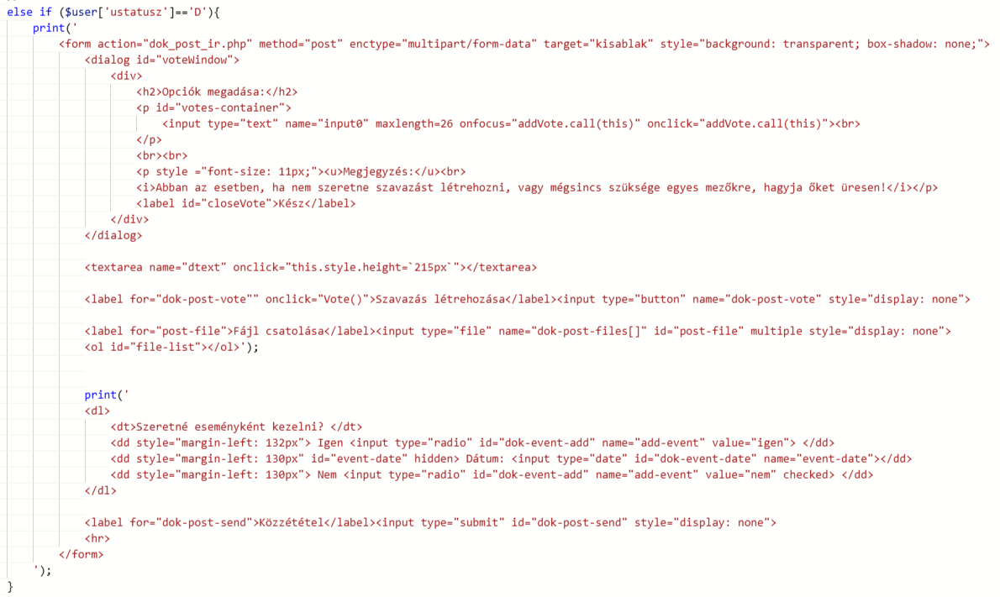 else if ($user['ustatusz']=='D'){
print('
<form action="dok_post_ir.php" method="post" enctype="multipart/form-data" target="kisablak" style="background: transparent; box-shadow: none;">
<dialog id="voteWindow">
<div>
<h2>Opciók megadása:</h2>
<p id="votes-container">
<input type="text" name="input0" maxlength=26 onfocus="addVote.call(this)" onclick="addVote.call(this)"><br>
</p>
<br><br>
<p style ="font-size: 11px;"><u>Megjegyzés:</u><br>
<i>Abban az esetben, ha nem szeretne szavazást létrehozni, vagy mégsincs szüksége egyes mezőkre, hagyja őket üresen!</i></p>
<label id="closeVote">Kész</label>
</div>
</dialog>
<textarea name="dtext" onclick="this.style.height=`215px`"></textarea>
<label for="dok-post-vote"" onclick="Vote()">Szavazás létrehozása</label><input type="button" name="dok-post-vote" style="display: none">
<label for="post-file">Fájl csatolása</label><input type="file" name="dok-post-files[]" id="post-file" multiple style="display: none">
<ol id="file-list"></ol>');
print('
<dl>
<dt>Szeretné eseményként kezelni? </dt>
<dd style="margin-left: 132px"> Igen <input type="radio" id="dok-event-add" name="add-event" value="igen"> </dd>
<dd style="margin-left: 130px" id="event-date" hidden> Dátum: <input type="date" id="dok-event-date" name="event-date"></dd>
<dd style="margin-left: 130px"> Nem <input type="radio" id="dok-event-add" name="add-event" value="nem" checked> </dd>
</dl>
<label for="dok-post-send">Közzététel</label><input type="submit" id="dok-post-send" style="display: none">
<hr>
</form>
');
}